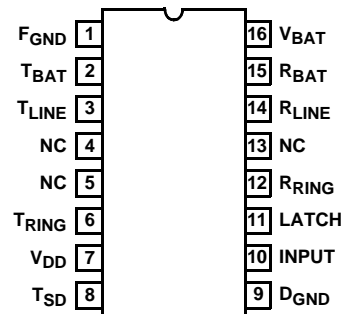 FGND 1 16 VBAT
TBAT 2 15 RBAT
TLINE 3 14 RLINE
NC 4 13 NC
NC 5 12 RRING
TRING 6 11 LATCH
VDD 7 10 INPUT
TSD 8 9 DGND